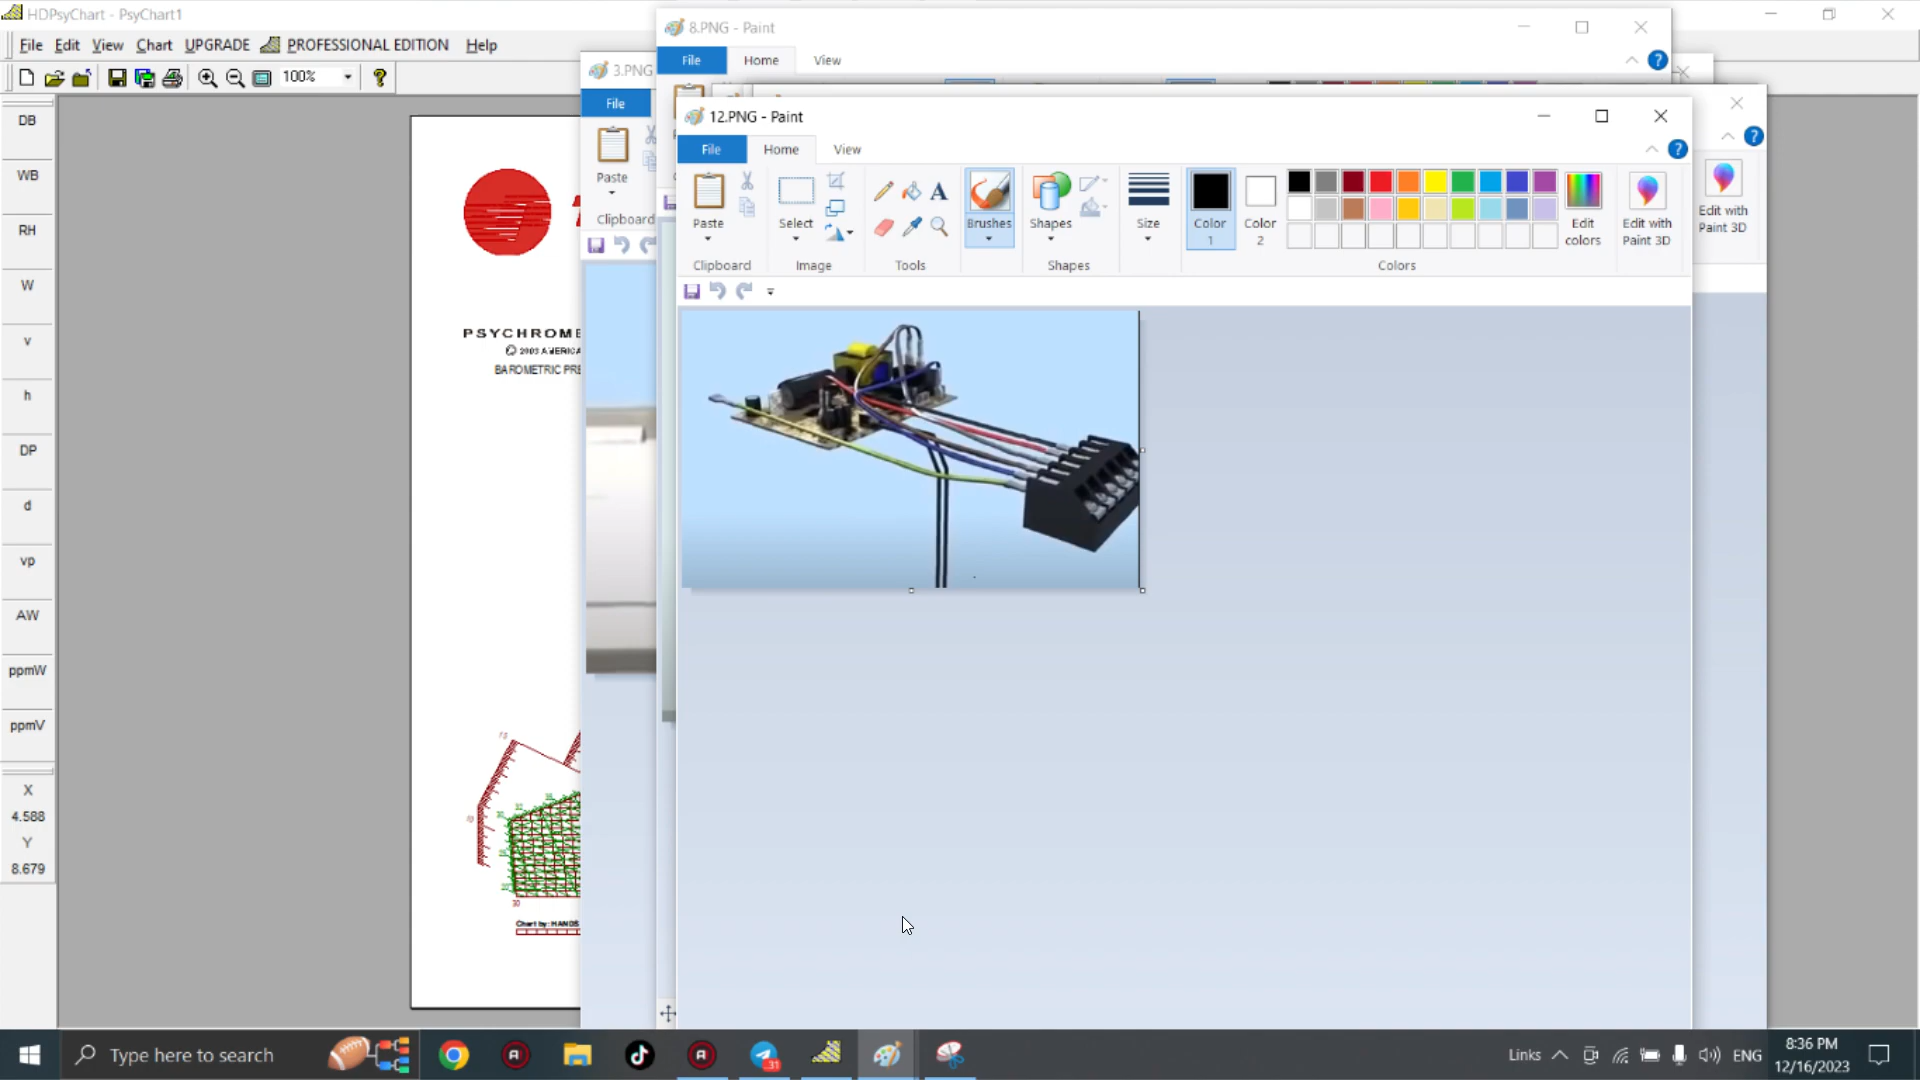 HDPsyChart - PsyChart1
File Edit View Chart UPGRADE PROFESSIONAL EDITION Help
100%
DB
WB
RH
W
v
h
DP
d
vp
AW
ppmW
ppmV
X
4.588
Y
8.679
BAROMETRIC PRE
30
3.PNG
File
Paste
Clipboard
8.PNG - Paint
File Home View
12.PNG - Paint
File Home View
Paste
Select
Brushes
Shapes
Size
Color
1
Color
2
Edit
colors
Edit with
Paint 3D
Clipboard
Image
Tools
Shapes
Colors
Edit with
Paint 3D
Type here to search
31
Links
ENG
8:36 PM
12/16/2023